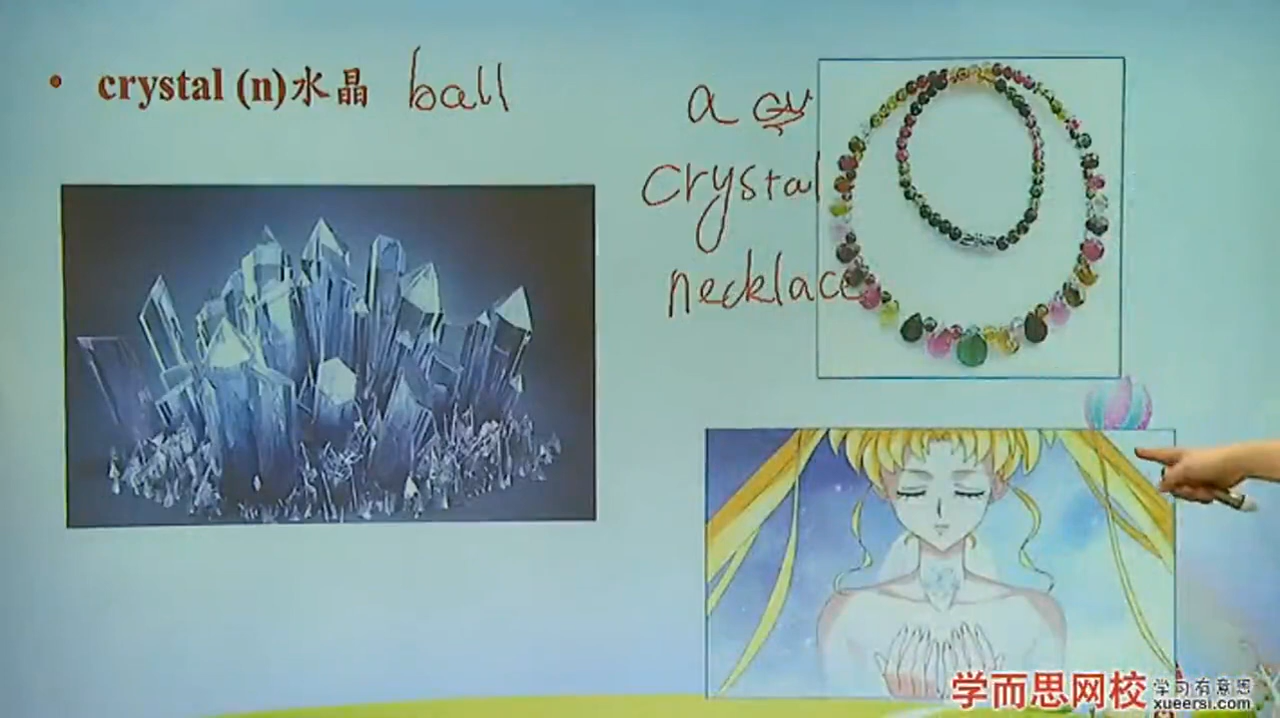 • crystal (n)水晶 ball
a
crystal
necklace
学而思网校
学习有意思
xueersi.com